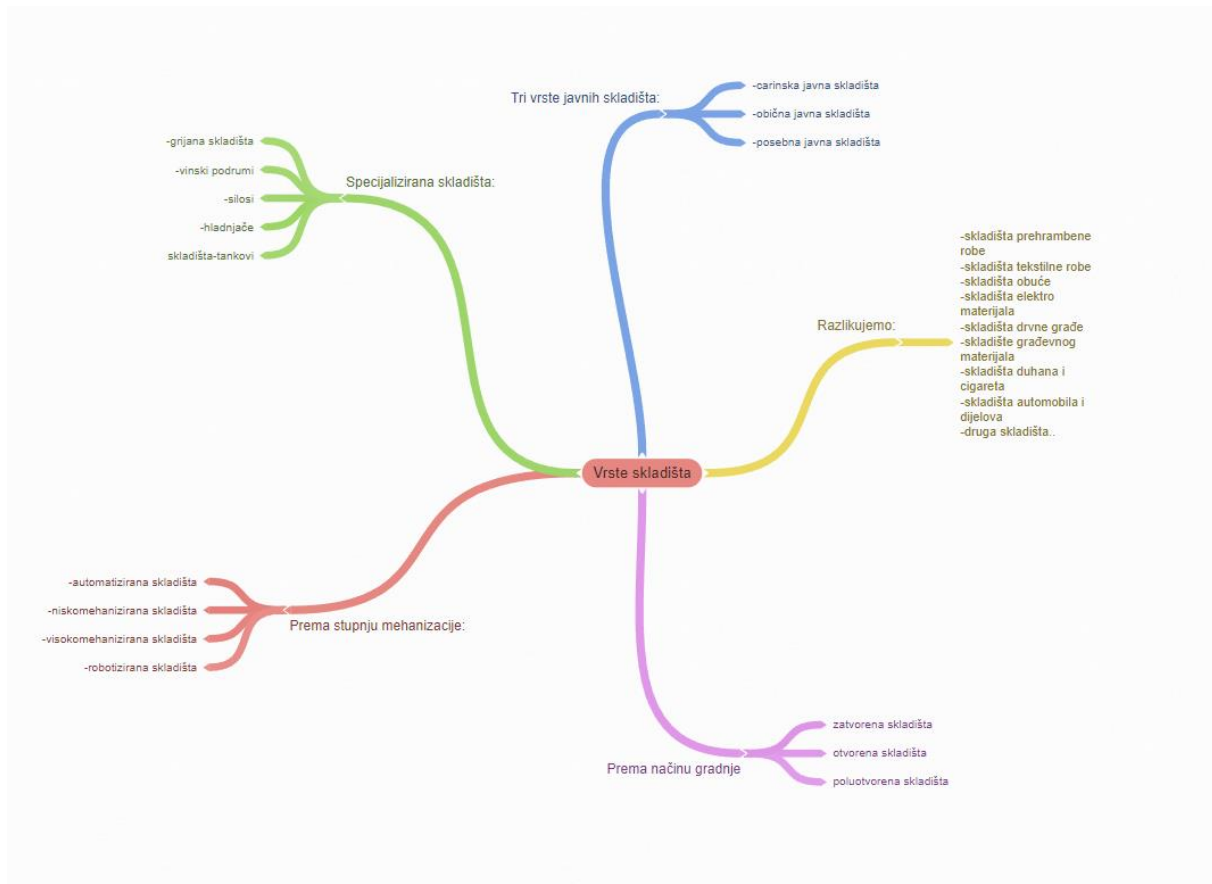 Tri vrste javnih skladišta:
-carinska javna skladišta
-obična javna skladišta
-posebna javna skladišta
Specijalizirana skladišta:
-grijana skladišta
-vinski podrumi
-silosi
-hladnjače
skladišta-tankovi
Razlikujemo:
-skladišta prehrambene
robe
-skladišta tekstilne robe
-skladišta obuće
-skladišta elektro
materijala
-skladišta drvne građe
-skladište građevnog
materijala
-skladišta duhana i
cigareta
-skladišta automobila i
dijelova
-druga skladišta..
Vrste skladišta
Prema stupnju mehanizacije:
-automatizirana skladišta
-niskomehanizirana skladišta
-visokomehanizirana skladišta
-robotizirana skladišta
Prema načinu gradnje
zatvorena skladišta
otvorena skladišta
poluotvorena skladišta